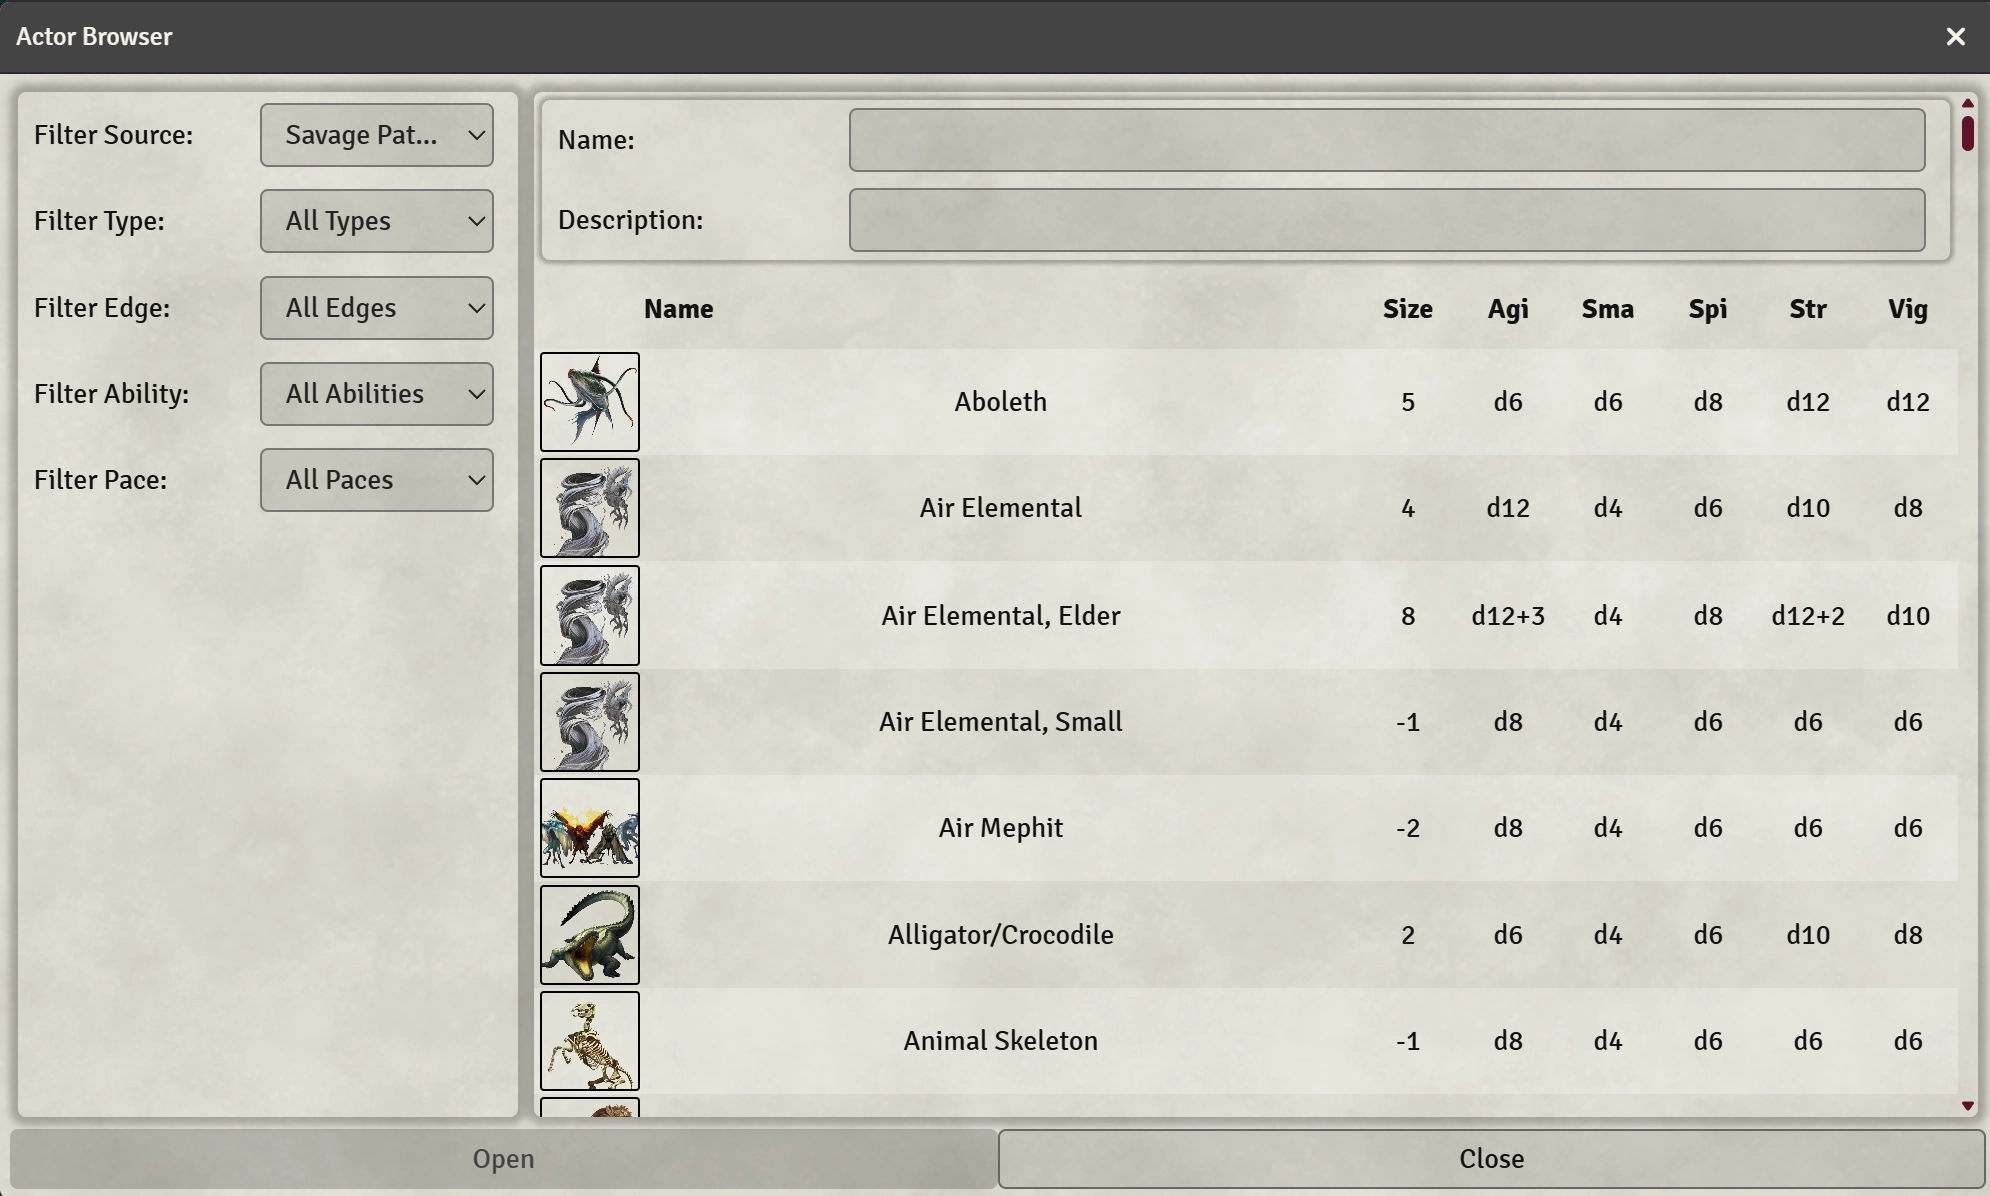 Actor Browser
Filter Source: Savage Pat...
Filter Type: All Types
Filter Edge: All Edges
Filter Ability: All Abilities
Filter Pace: All Paces
Name:
Description:
Name Size Agi Sma Spi Str Vig
Aboleth 5 d6 d6 d8 d12 d12
Air Elemental 4 d12 d4 d6 d10 d8
Air Elemental, Elder 8 d12+3 d4 d8 d12+2 d10
Air Elemental, Small -1 d8 d4 d6 d6 d6
Air Mephit -2 d8 d4 d6 d6 d6
Alligator/Crocodile 2 d6 d4 d6 d10 d8
Animal Skeleton -1 d8 d4 d6 d6 d6
Open Close